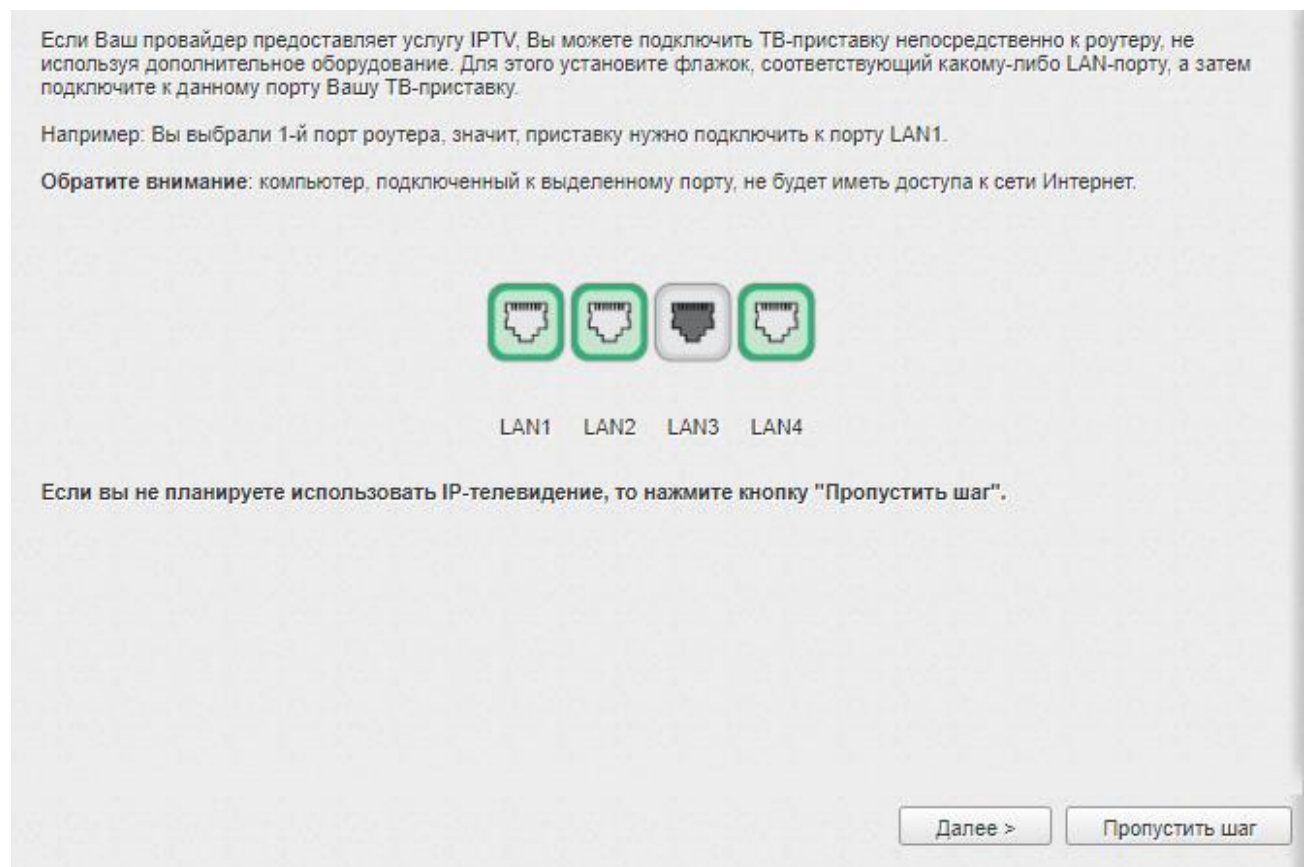 Если Ваш провайдер предоставляет услугу IPTV, Вы можете подключить ТВ-приставку непосредственно к роутеру, не
используя дополнительное оборудование. Для этого установите флажок, соответствующий какому-либо LAN-порту, а затем
подключите к данному порту Вашу ТВ-приставку.
Например: Вы выбрали 1-й порт роутера, значит, приставку нужно подключить к порту LAN1.
Обратите внимание: компьютер, подключенный к выделенному порту, не будет иметь доступа к сети Интернет.
LAN1 LAN2 LAN3 LAN4
Если вы не планируете использовать IP-телевидение, то нажмите кнопку "Пропустить шаг".
Далее > Пропустить шаг